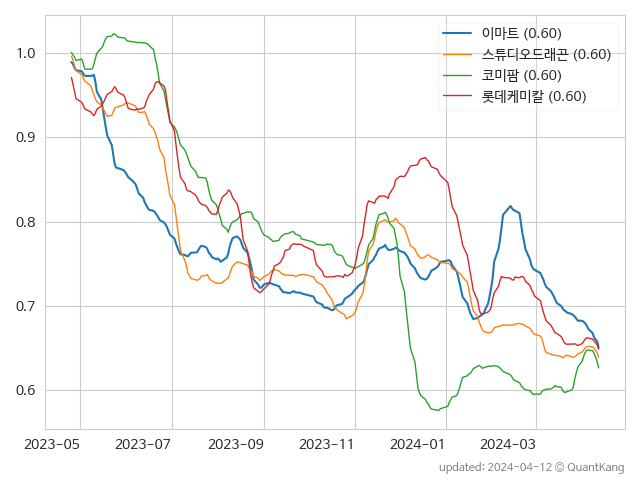 이마트 (0.60)
스튜디오드래곤 (0.60)
코미팜 (0.60)
롯데케미칼 (0.60)
1.0
0.9
0.8
0.7
0.6
2023-05 2023-07 2023-09 2023-11 2024-01 2024-03
updated: 2024-04-12 © QuantKang